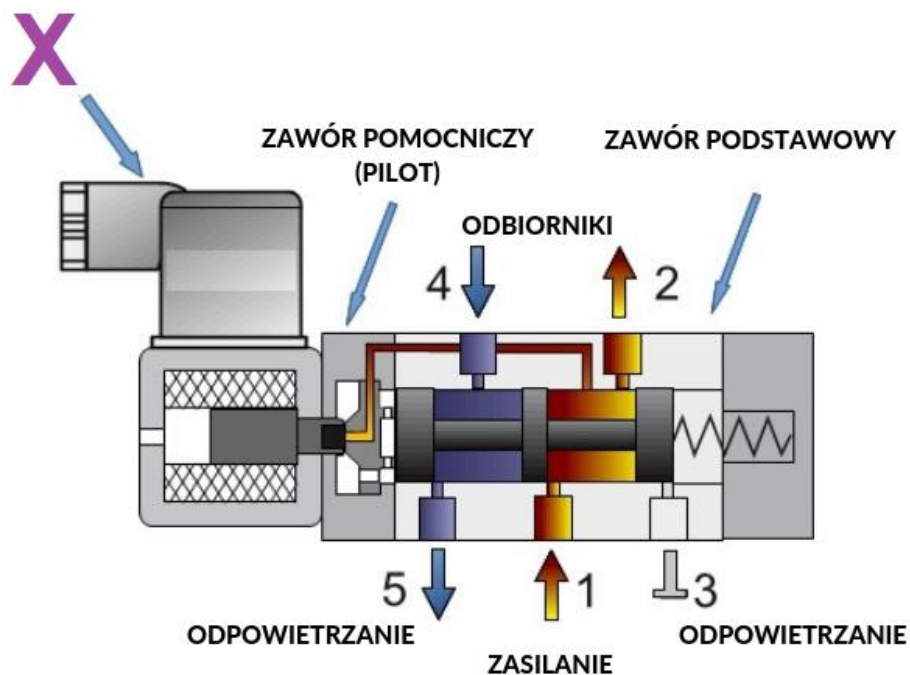 X
ZAWÓR POMOCNICZY
(PILOT)
ZAWÓR PODSTAWOWY
ODBIORNIKI
4
2
5
1
3
ODPOWIETRZANIE
ZASILANIE
ODPOWIETRZANIE